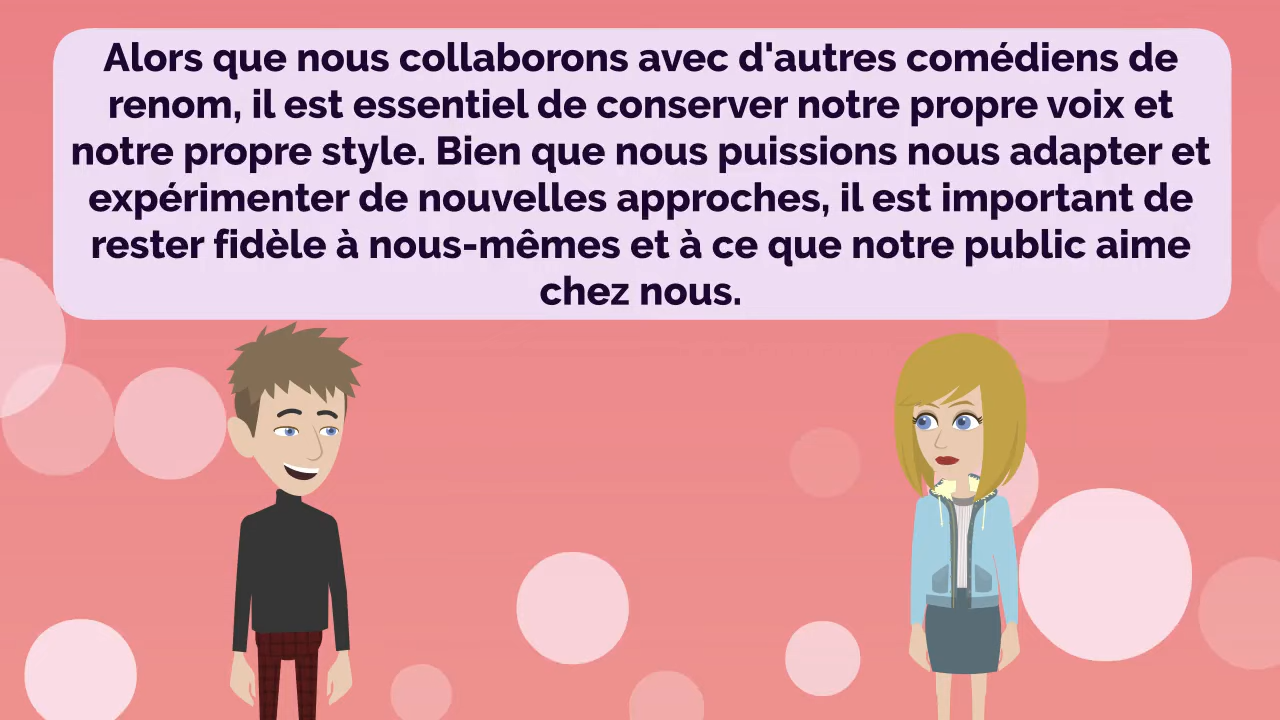 Alors que nous collaborons avec d'autres comédiens de
renom, il est essentiel de conserver notre propre voix et
notre propre style. Bien que nous puissions nous adapter et
expérimenter de nouvelles approches, il est important de
rester fidèle à nous-mêmes et à ce que notre public aime
chez nous.